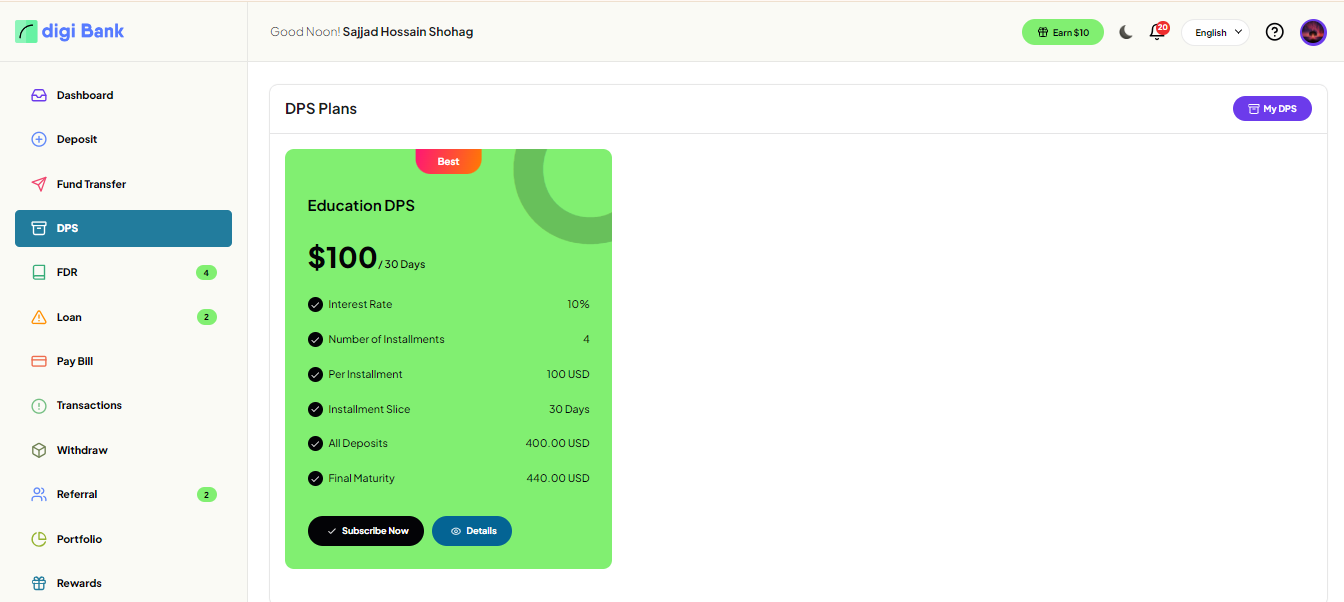 digi Bank
Good Noon! Sajjad Hossain Shohag
Earn $10
20
English
Dashboard
Deposit
Fund Transfer
DPS
FDR 4
Loan 2
Pay Bill
Transactions
Withdraw
Referral 2
Portfolio
Rewards
DPS Plans
My DPS
Best
Education DPS
$100 / 30 Days
Interest Rate 10%
Number of Installments 4
Per Installment 100 USD
Installment Slice 30 Days
All Deposits 400.00 USD
Final Maturity 440.00 USD
Subscribe Now
Details